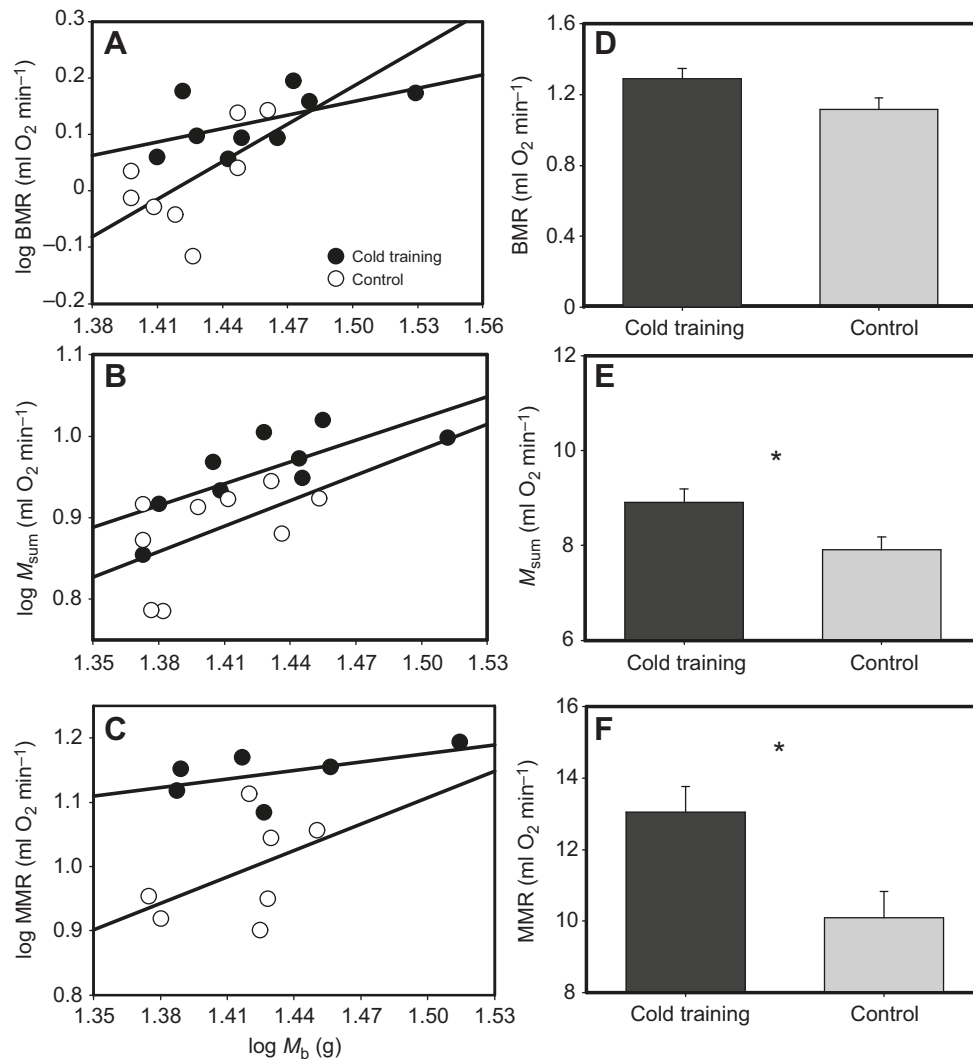 A
log BMR (ml O₂ min⁻¹)
0.3
0.2
0.1
0
–0.1
–0.2
Cold training
Control
1.38 1.41 1.44 1.47 1.50 1.53 1.56
D
BMR (ml O₂ min⁻¹)
1.6
1.2
0.8
0.4
0
Cold training Control
B
log Msum (ml O₂ min⁻¹)
1.1
1.0
0.9
0.8
1.35 1.38 1.41 1.44 1.47 1.50 1.53
E
Msum (ml O₂ min⁻¹)
12
10
8
6
*
Cold training Control
C
log MMR (ml O₂ min⁻¹)
1.2
1.1
1.0
0.9
0.8
1.35 1.38 1.41 1.44 1.47 1.50 1.53
log Mb (g)
F
MMR (ml O₂ min⁻¹)
16
14
12
10
8
*
Cold training Control